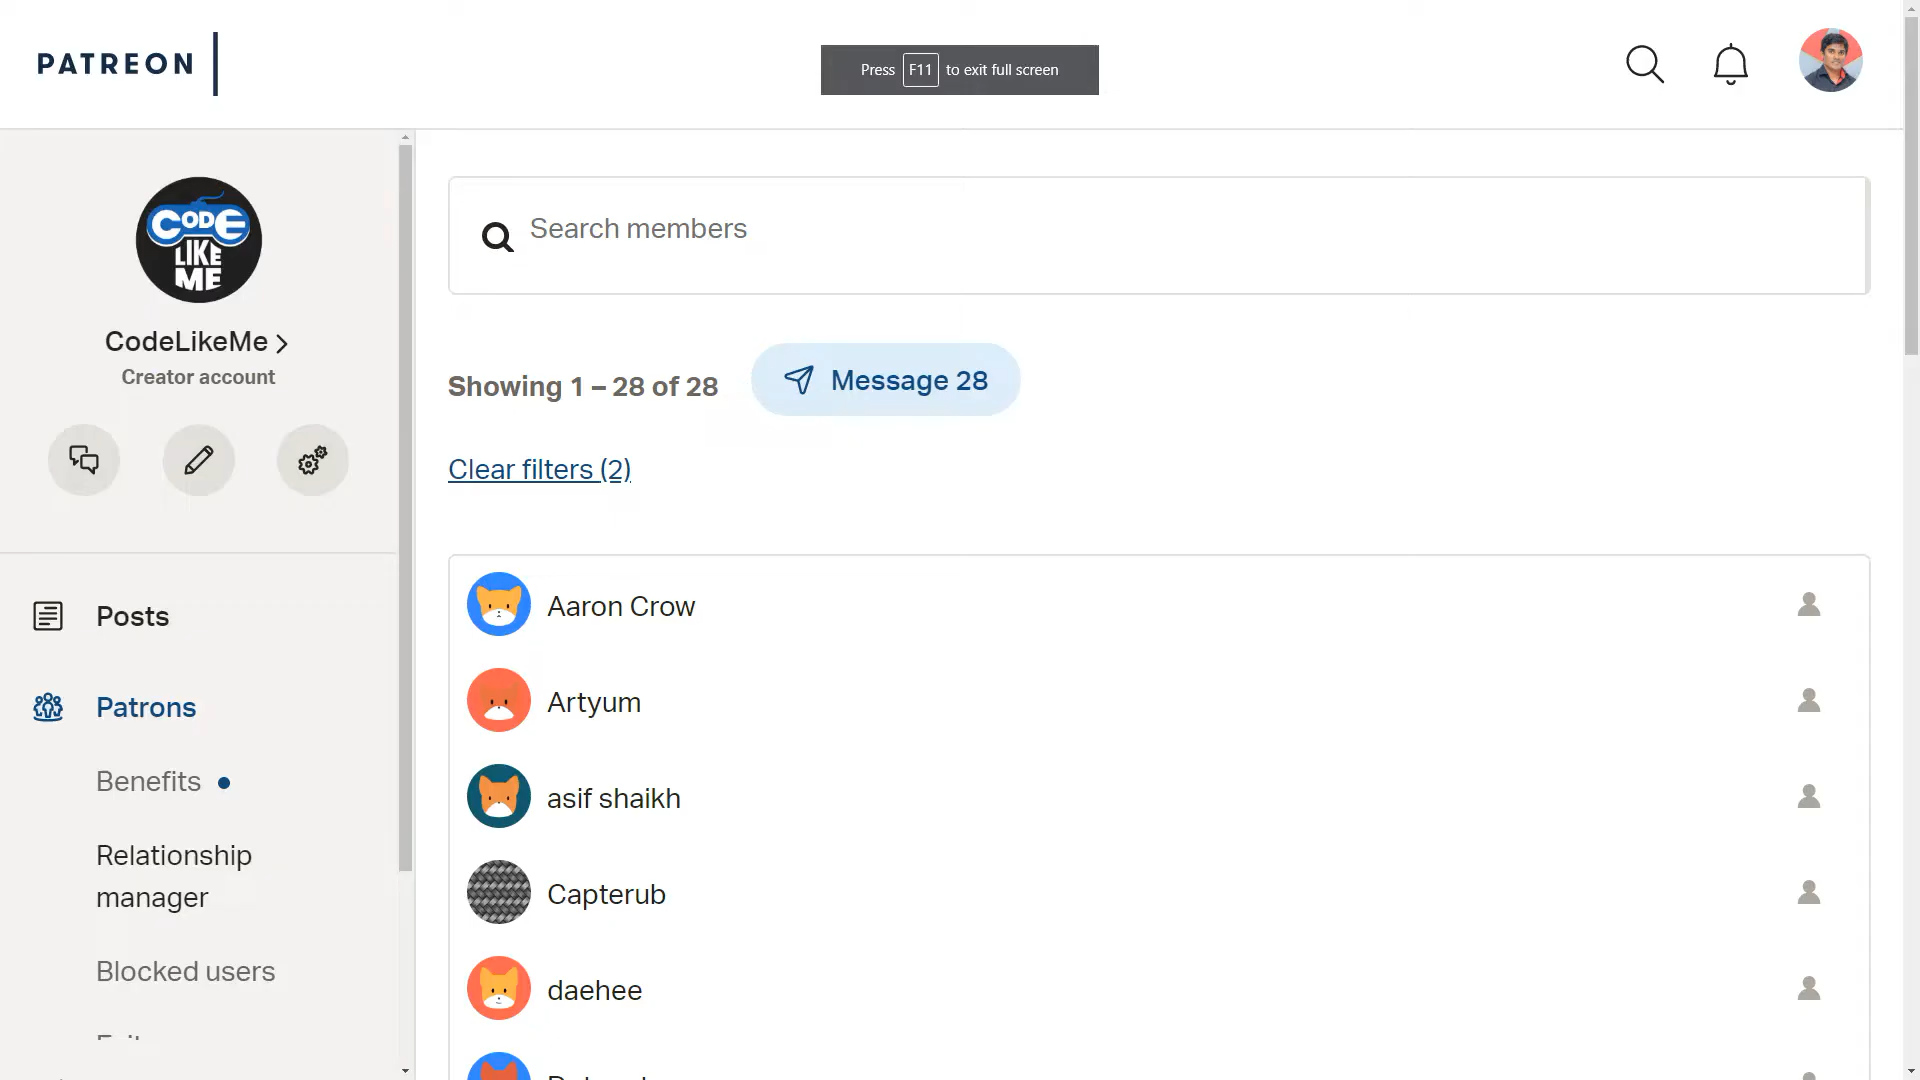 PATREON
Press F11 to exit full screen
CODE
LIKE
ME
CodeLikeMe
Creator account
Posts
Patrons
Benefits
Relationship
manager
Blocked users
Search members
Showing 1 – 28 of 28
Message 28
Clear filters (2)
Aaron Crow
Artyum
asif shaikh
Capterub
daehee